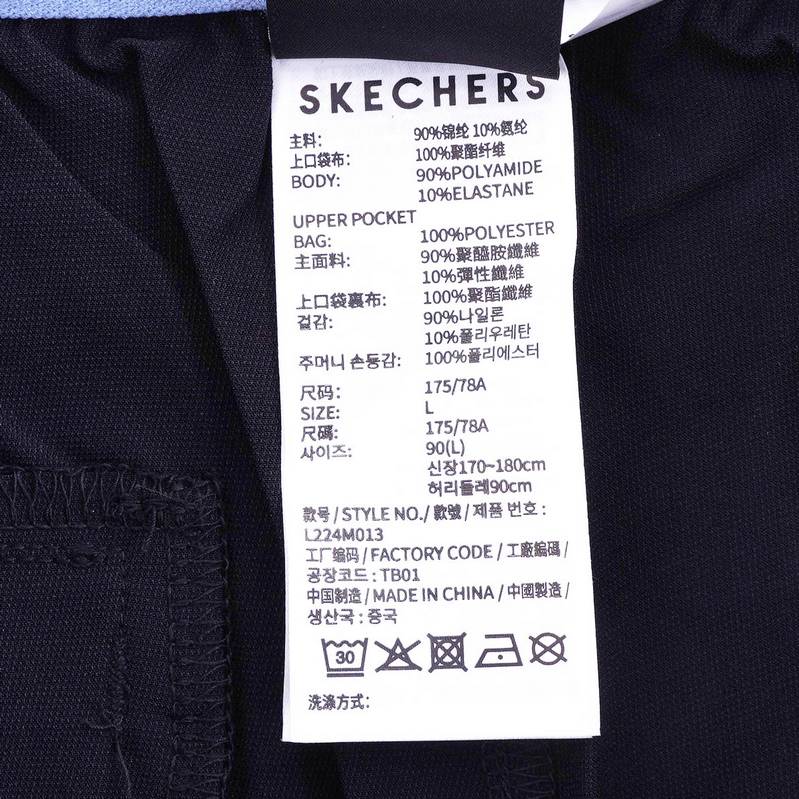 SKECHERS
主料: 90%锦纶 10%氨纶
上口袋布: 100%聚酯纤维
BODY: 90%POLYAMIDE
10%ELASTANE
UPPER POCKET
BAG: 100%POLYESTER
主面料: 90%聚醯胺纖維
10%彈性纖維
上口袋裏布: 100%聚酯纖維
겉감: 90%나일론
10%폴리우레탄
주머니 손등감: 100%폴리에스터
尺码: 175/78A
SIZE: L
尺碼: 175/78A
사이즈: 90(L)
신장170~180cm
허리둘레90cm
款号 / STYLE NO./ 款號 / 제품 번호 :
L224M013
工厂编码 / FACTORY CODE / 工廠編碼 /
공장코드 : TB01
中国制造 / MADE IN CHINA / 中國製造 /
생산국 : 중국
30
洗涤方式: